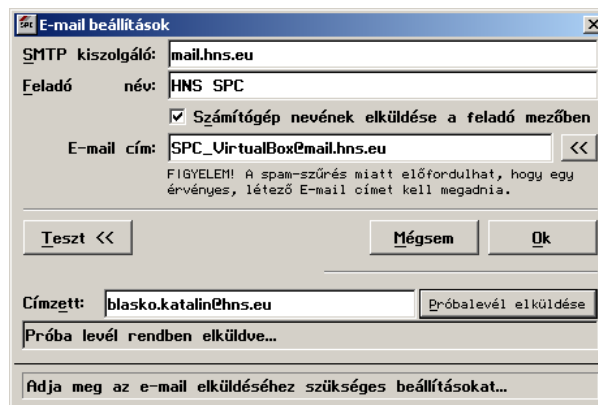 SPC E-mail beállítások
SMTP kiszolgáló: mail.hns.eu
Feladó név: HNS SPC
Számítógép nevének elküldése a feladó mezőben
E-mail cím: SPC_VirtualBox@mail.hns.eu <<
FIGYELEM! A spam-szűrés miatt előfordulhat, hogy egy
érvényes, létező E-mail címet kell megadnia.
Teszt << Mégsem Ok
Címzett: blasko.katalin@hns.eu Próbalevél elküldése
Próba levél rendben elküldve...
Adja meg az e-mail elküldéséhez szükséges beállításokat...